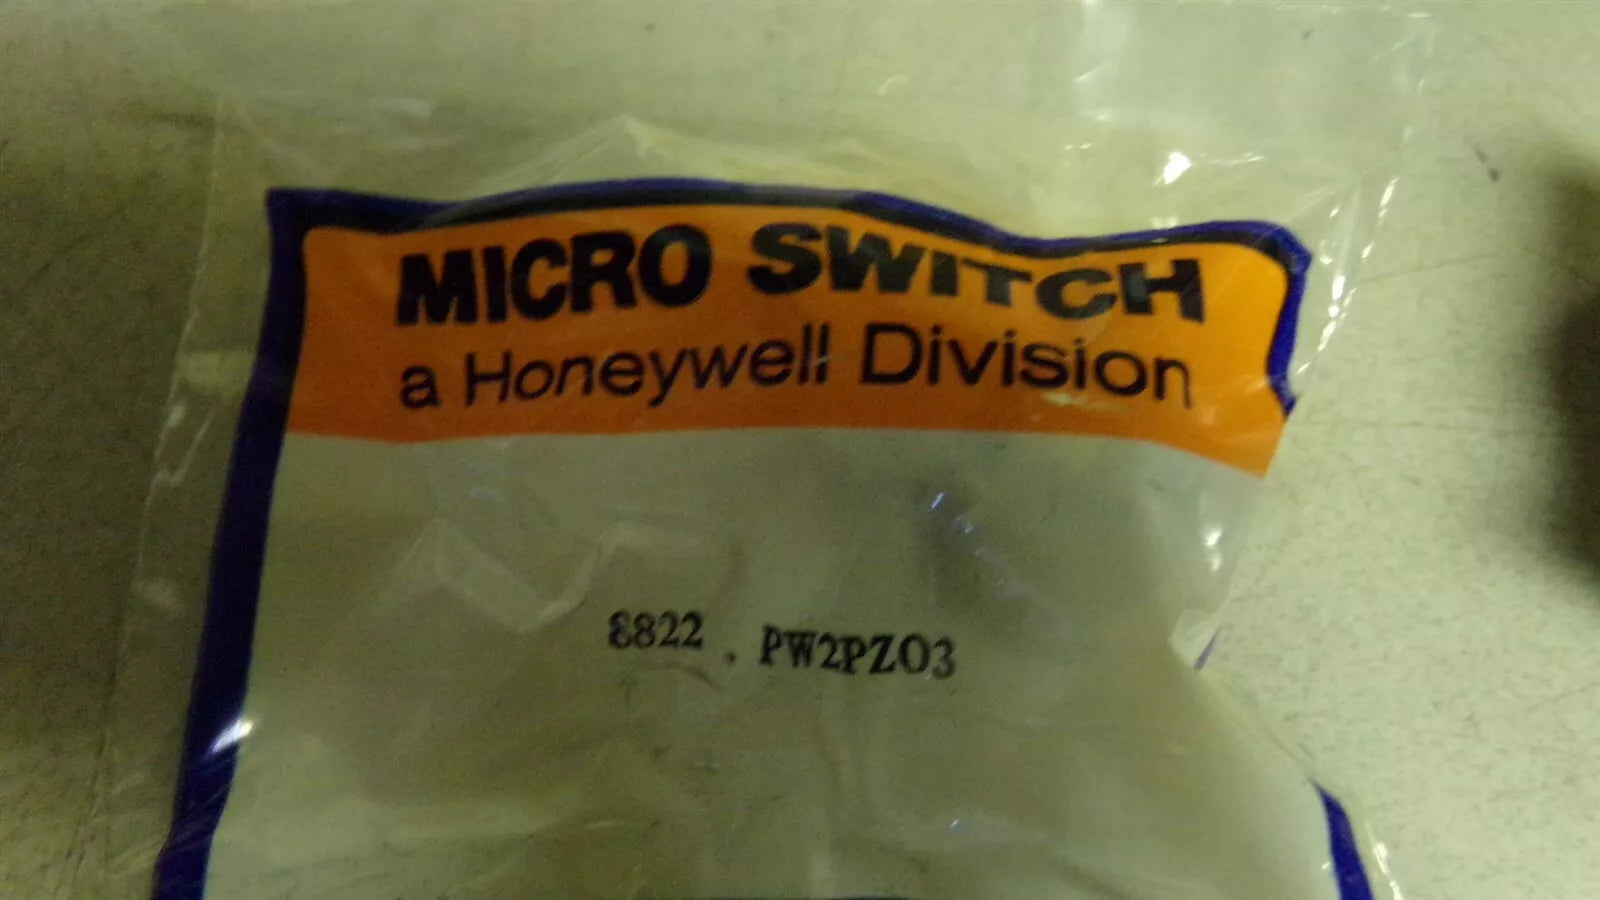 MICRO SWITCH
a Honeywell Division
8822 . PW2PZ03